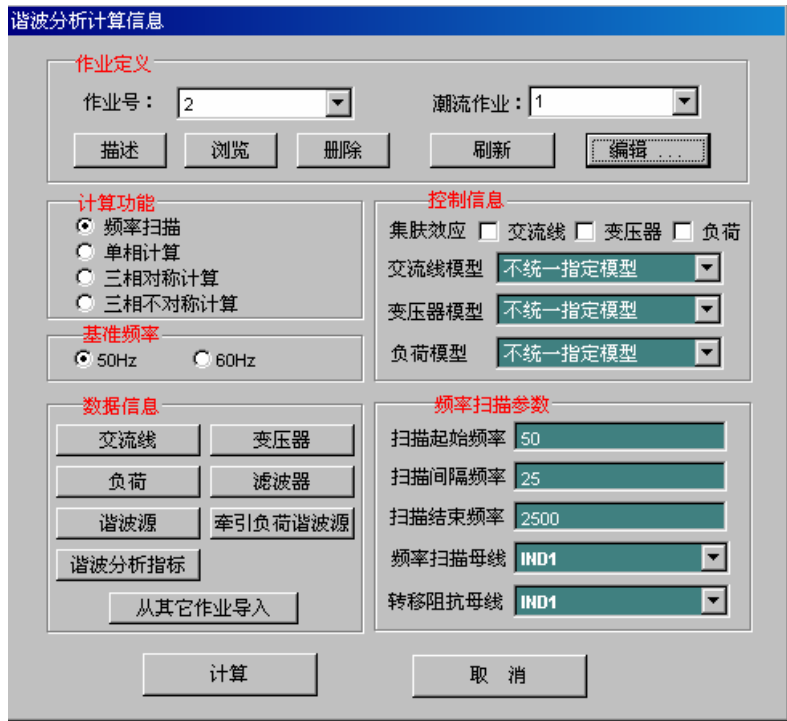 谐波分析计算信息
作业定义
作业号： 2 潮流作业： 1
描述 浏览 删除 刷新 编辑 ...
计算功能
频率扫描
单相计算
三相对称计算
三相不对称计算
基准频率
50Hz 60Hz
控制信息
集肤效应 交流线 变压器 负荷
交流线模型 不统一指定模型
变压器模型 不统一指定模型
负荷模型 不统一指定模型
数据信息
交流线 变压器
负荷 滤波器
谐波源 牵引负荷谐波源
谐波分析指标
从其它作业导入
频率扫描参数
扫描起始频率 50
扫描间隔频率 25
扫描结束频率 2500
频率扫描母线 IND1
转移阻抗母线 IND1
计算 取 消